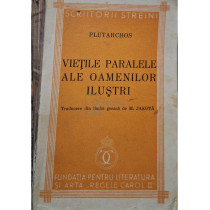 SCRIITORII STREINI
PLUTARCHOS
VIEȚILE PARALELE
ALE OAMENILOR
ILUȘTRI
Traducere din limba greacă de M. JAKOTĂ
FUNDAȚIA PENTRU LITERATURĂ
ȘI ARTĂ „REGELE CAROL II”